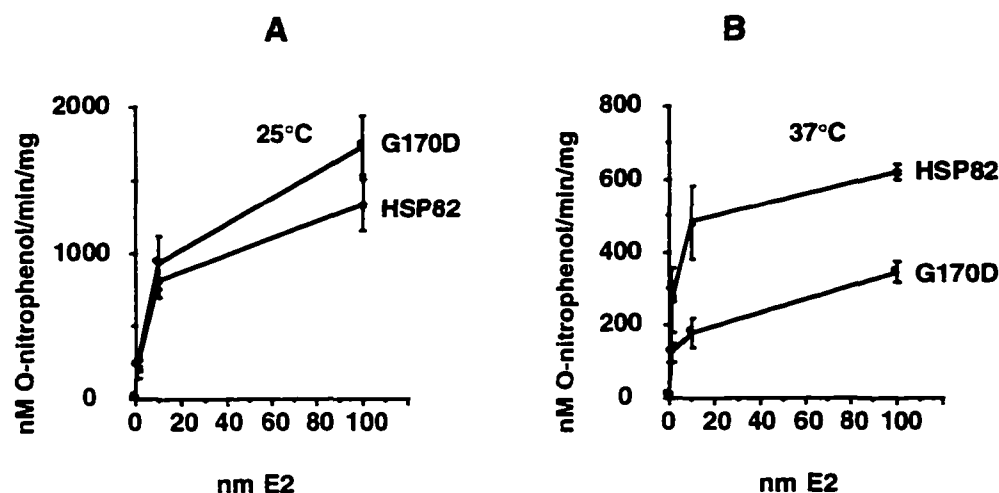 A
nM O-nitrophenol/min/mg
2000
1000
0
25°C
G170D
HSP82
0 20 40 60 80 100
nm E2
B
nM O-nitrophenol/min/mg
800
600
400
200
0
37°C
HSP82
G170D
0 20 40 60 80 100
nm E2